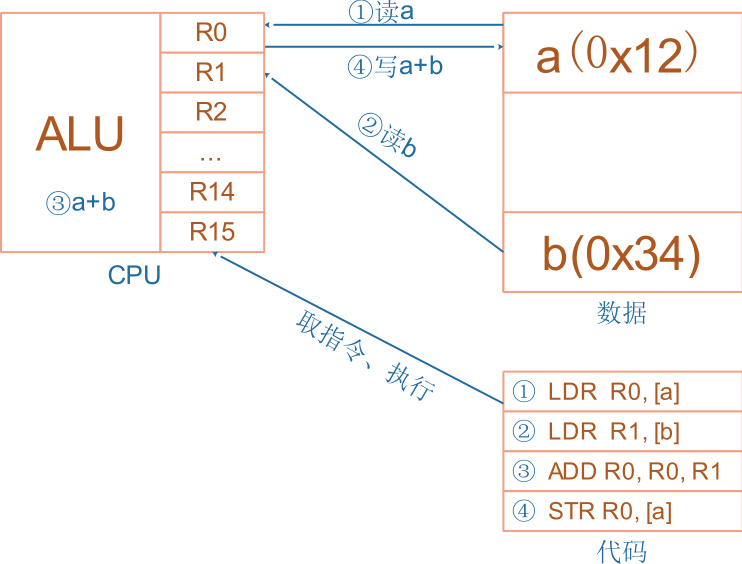 ①读a
R0
④写a+b
a(0x12)
R1
ALU
R2
②读b
...
③a+b
R14
R15
b(0x34)
CPU
数据
取指令、执行
① LDR R0, [a]
② LDR R1, [b]
③ ADD R0, R0, R1
④ STR R0, [a]
代码